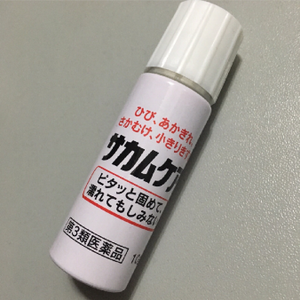 ひび、あかぎれ、
さかむけ、小きりきず
サカムケア
ピタッと固めて、
濡れてもしみない
第3類医薬品